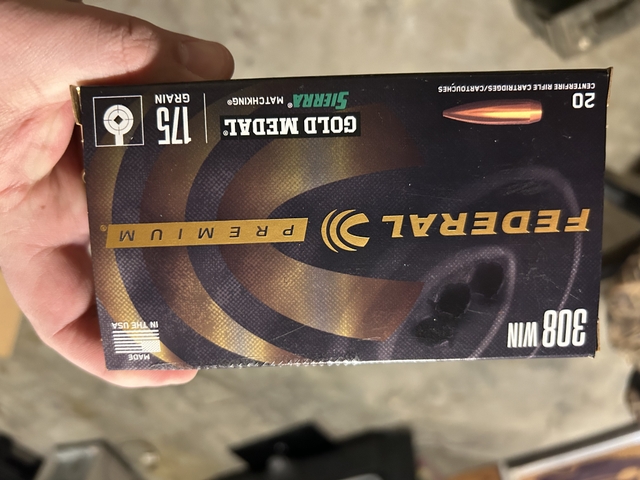 308 WIN
MADE
IN THE USA
FEDERAL PREMIUM®
20
CENTERFIRE RIFLE CARTRIDGES/CARTOUCHES
GOLD MEDAL®
SIERRA® MATCHKING®
175
GRAIN